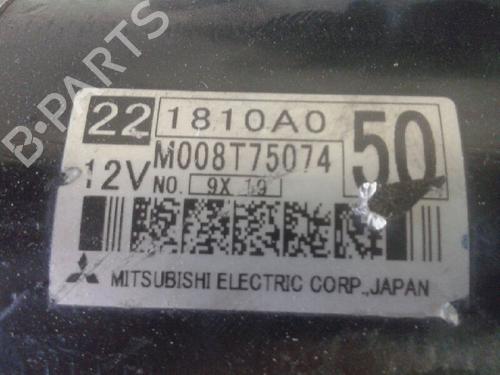 B-PARTS
22 1810A0 50
12V M008T75074
NO. 9X 19
MITSUBISHI ELECTRIC CORP.,JAPAN